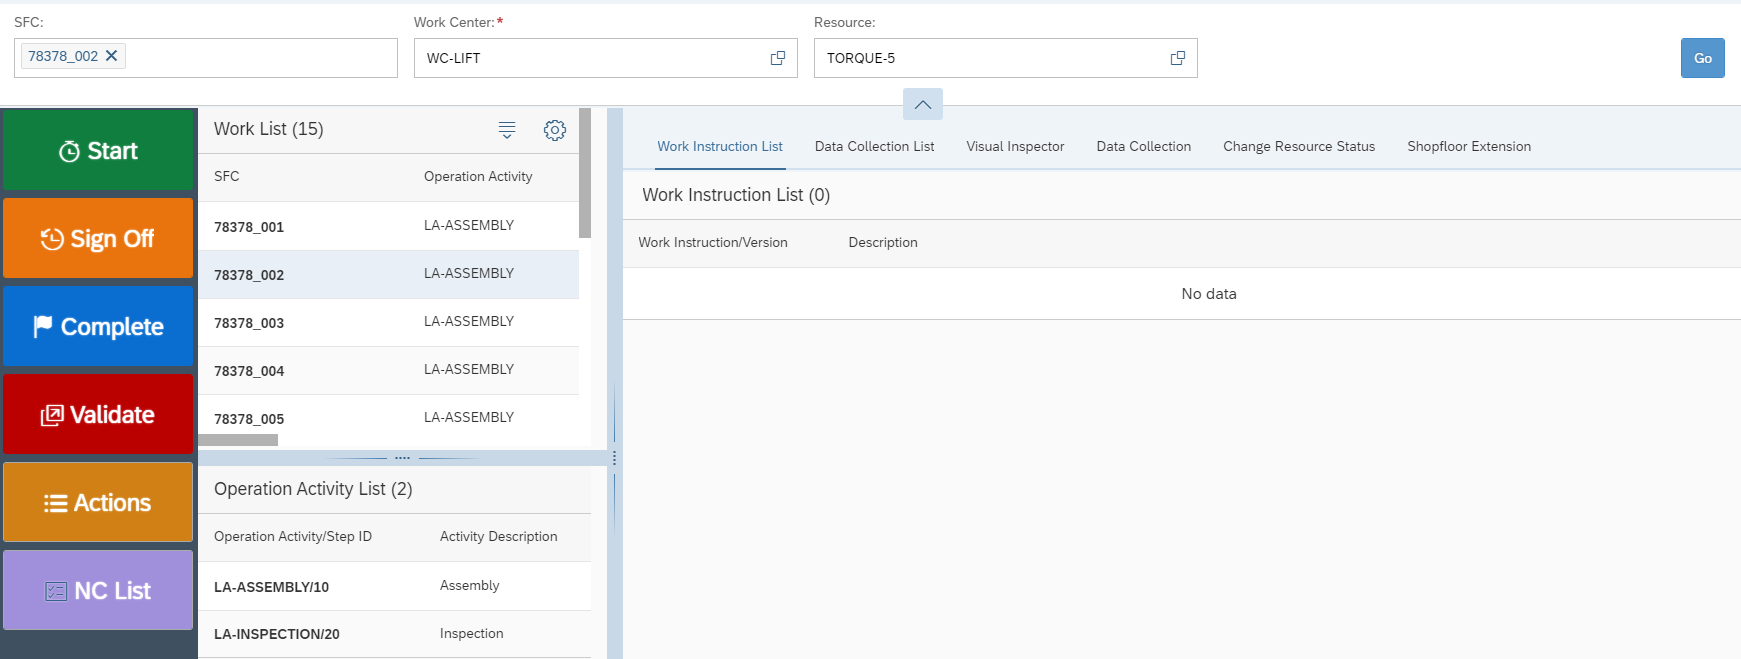 SFC:
Work Center:*
Resource:
78378_002
WC-LIFT
TORQUE-5
Go
Start
Sign Off
Complete
Validate
Actions
NC List
Work List (15)
SFC Operation Activity
78378_001 LA-ASSEMBLY
78378_002 LA-ASSEMBLY
78378_003 LA-ASSEMBLY
78378_004 LA-ASSEMBLY
78378_005 LA-ASSEMBLY
Operation Activity List (2)
Operation Activity/Step ID Activity Description
LA-ASSEMBLY/10 Assembly
LA-INSPECTION/20 Inspection
Work Instruction List Data Collection List Visual Inspector Data Collection Change Resource Status Shopfloor Extension
Work Instruction List (0)
Work Instruction/Version Description
No data